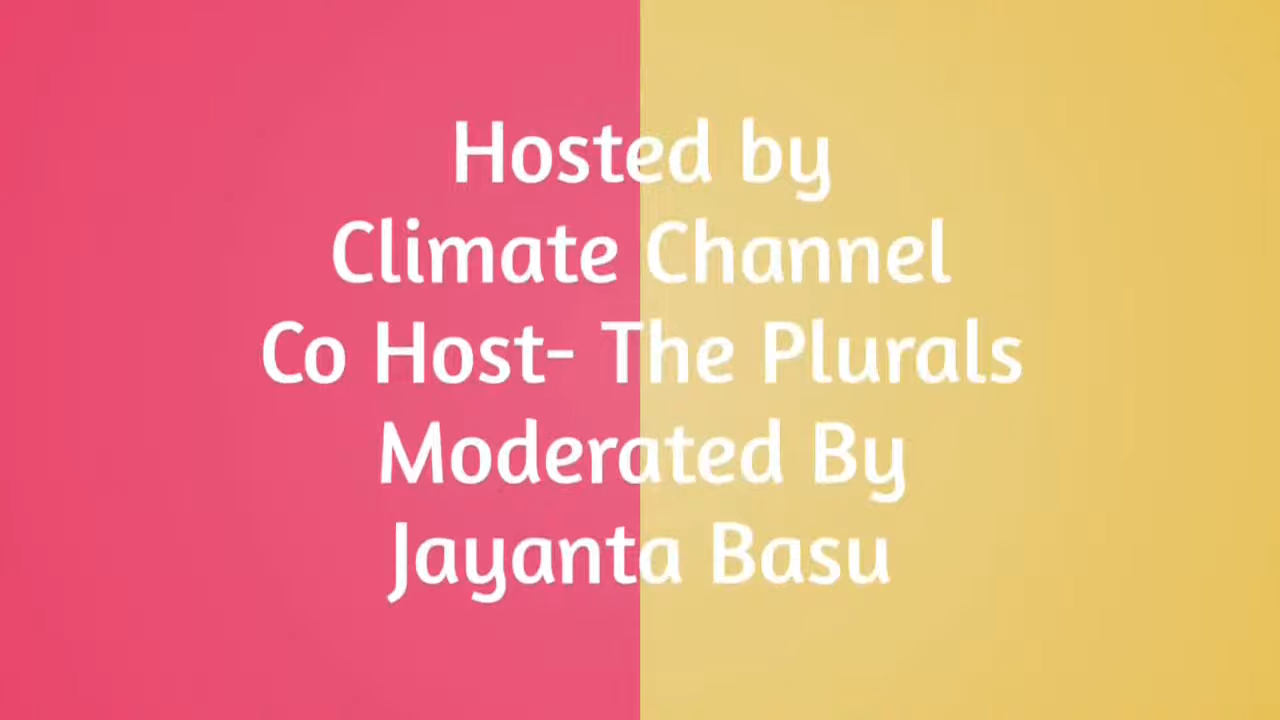 Hosted by
Climate Channel
Co Host- The Plurals
Moderated By
Jayanta Basu